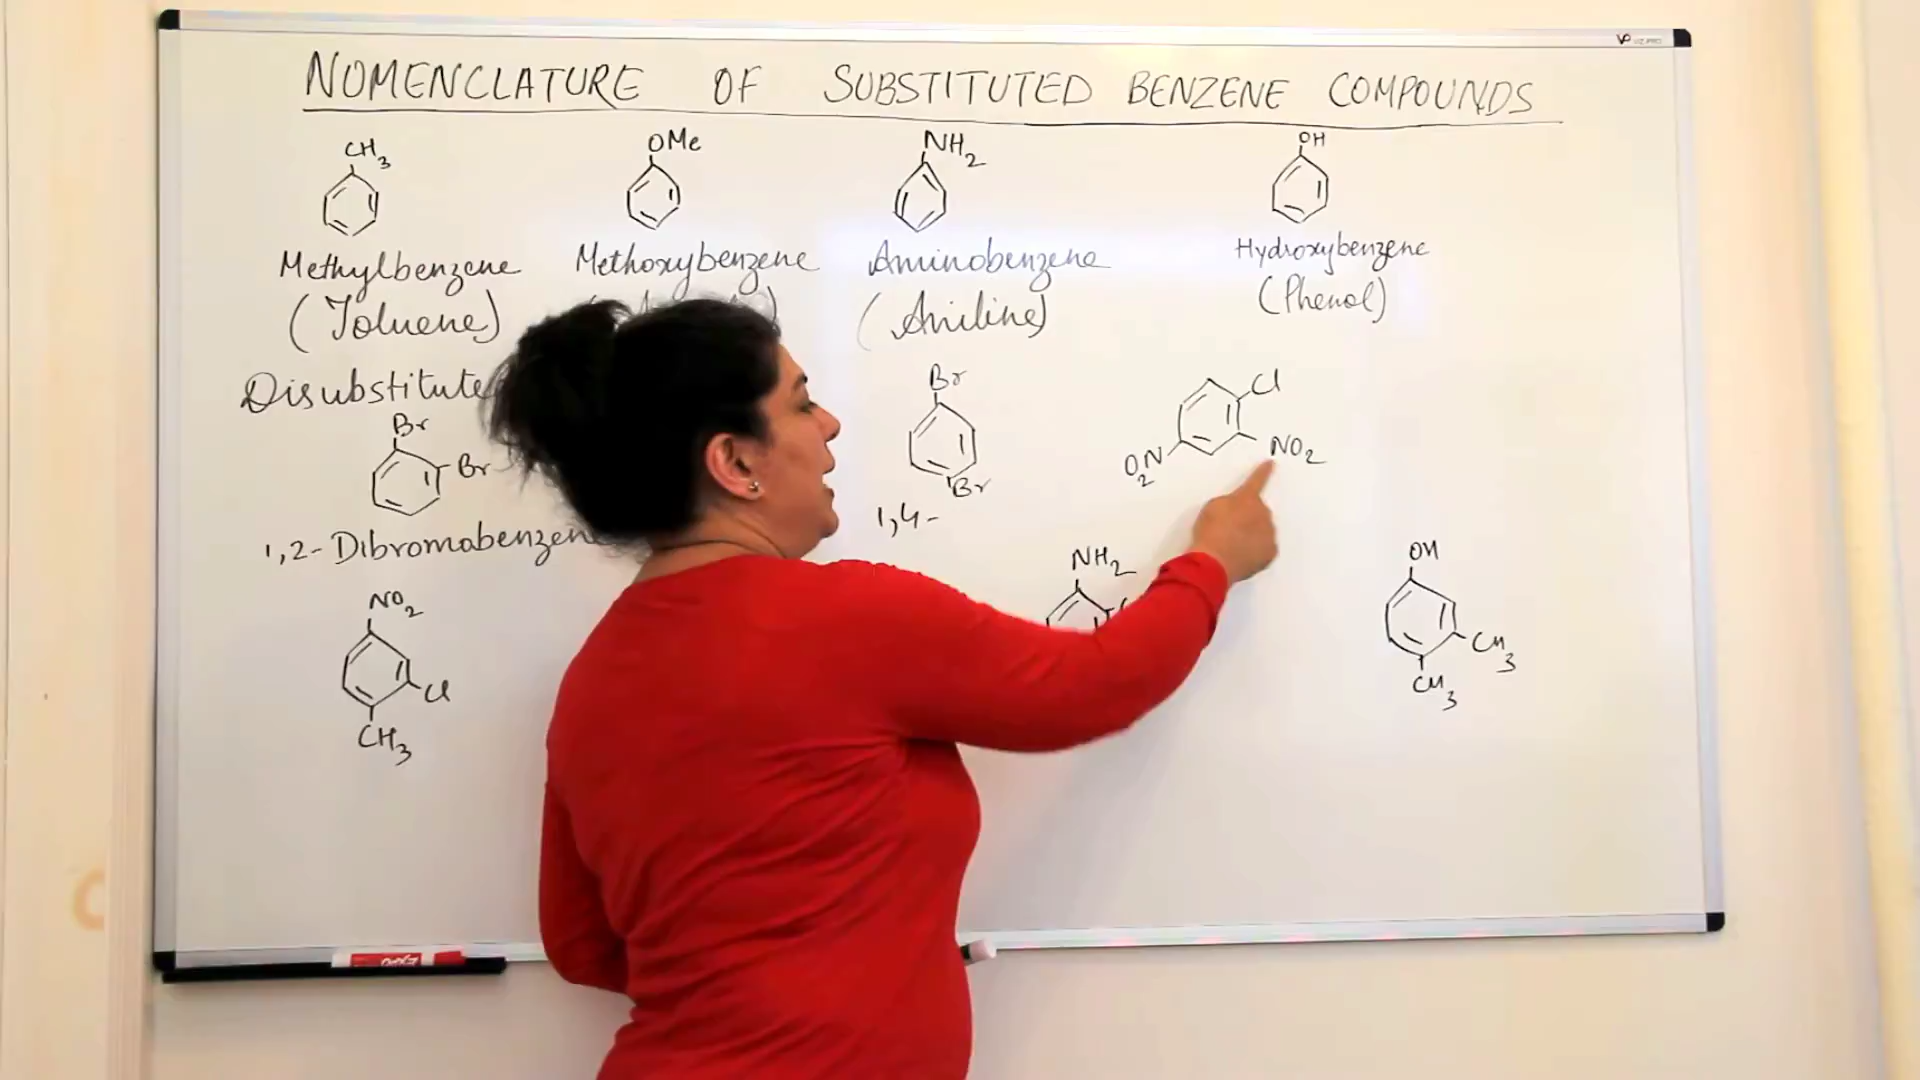 NOMENCLATURE OF SUBSTITUTED BENZENE COMPOUNDS
CH3 OMe NH2 OH
Methylbenzene Methoxybenzene Aminobenzene Hydroxybenzene
(Toluene) (Aniline) (Phenol)
Br Cl
Br Br O2N NO2
Br
1,4-
1,2-Dibromobenzene
NH2 OH
NO2
Cl CH3
CH3 CH3